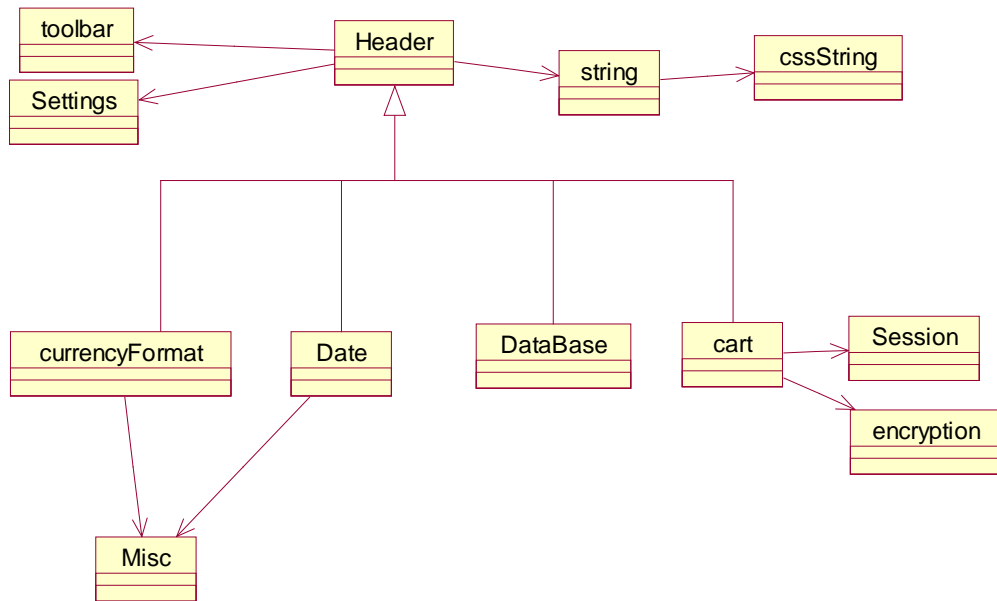 toolbar
Header
string
cssString
Settings
currencyFormat
Date
DataBase
cart
Session
encryption
Misc